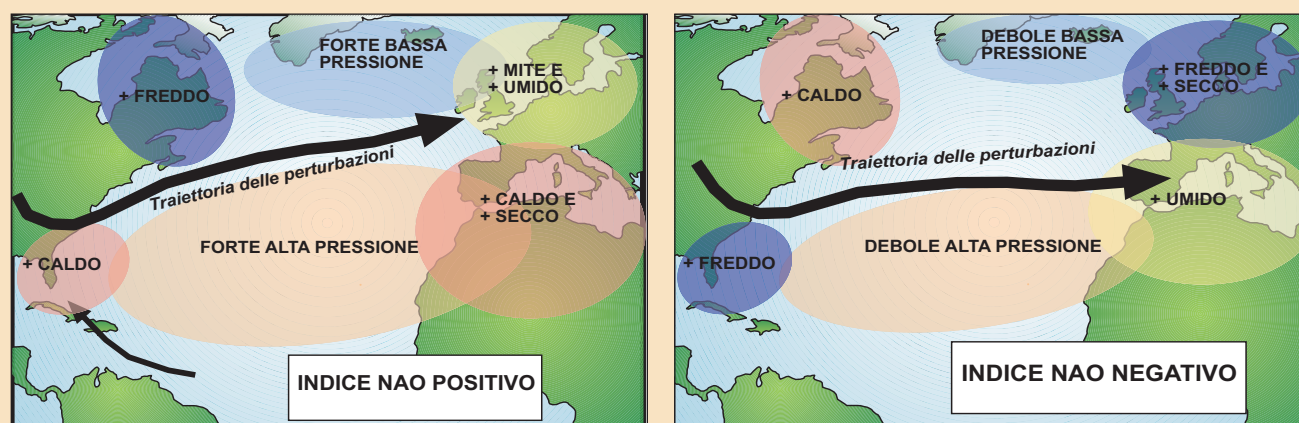 FORTE BASSA
PRESSIONE
+ MITE E
+ UMIDO
+ FREDDO
Traiettoria delle perturbazioni
+ CALDO E
+ SECCO
FORTE ALTA PRESSIONE
+ CALDO
INDICE NAO POSITIVO
DEBOLE BASSA
PRESSIONE
+ FREDDO E
+ SECCO
+ CALDO
Traiettoria delle perturbazioni
+ UMIDO
DEBOLE ALTA PRESSIONE
+ FREDDO
INDICE NAO NEGATIVO